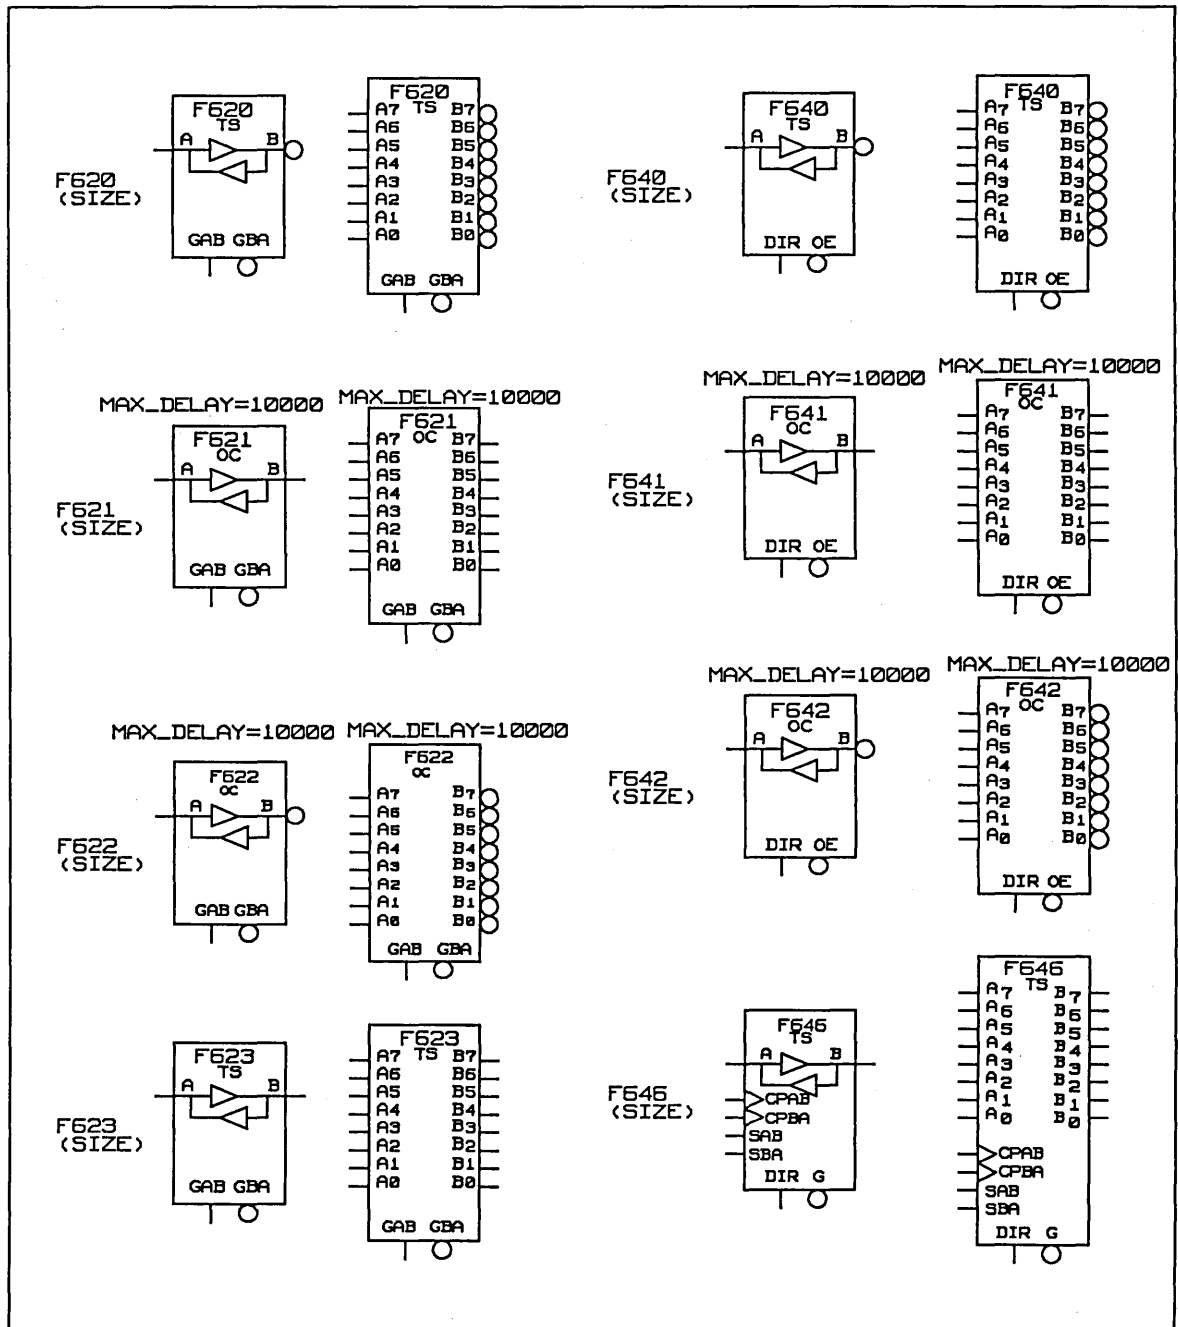 F620
(SIZE)
F620
TS
A B
GAB GBA
F620
TS
A7 B7
A6 B6
A5 B5
A4 B4
A3 B3
A2 B2
A1 B1
A0 B0
GAB GBA
F640
(SIZE)
F640
TS
A B
DIR OE
F640
TS
A7 B7
A6 B6
A5 B5
A4 B4
A3 B3
A2 B2
A1 B1
A0 B0
DIR OE
F621
(SIZE)
MAX_DELAY=10000
F621
OC
A B
GAB GBA
MAX_DELAY=10000
F621
OC
A7 B7
A6 B6
A5 B5
A4 B4
A3 B3
A2 B2
A1 B1
A0 B0
GAB GBA
F641
(SIZE)
MAX_DELAY=10000
F641
OC
A B
DIR OE
MAX_DELAY=10000
F641
OC
A7 B7
A6 B6
A5 B5
A4 B4
A3 B3
A2 B2
A1 B1
A0 B0
DIR OE
F622
(SIZE)
MAX_DELAY=10000
F622
OC
A B
GAB GBA
MAX_DELAY=10000
F622
OC
A7 B7
A6 B6
A5 B5
A4 B4
A3 B3
A2 B2
A1 B1
A0 B0
GAB GBA
F642
(SIZE)
MAX_DELAY=10000
F642
OC
A B
DIR OE
MAX_DELAY=10000
F642
OC
A7 B7
A6 B6
A5 B5
A4 B4
A3 B3
A2 B2
A1 B1
A0 B0
DIR OE
F623
(SIZE)
F623
TS
A B
GAB GBA
F623
TS
A7 B7
A6 B6
A5 B5
A4 B4
A3 B3
A2 B2
A1 B1
A0 B0
GAB GBA
F646
(SIZE)
F646
TS
A B
CPAB
CPBA
SAB
SBA
DIR G
F646
TS
A7 B7
A6 B6
A5 B5
A4 B4
A3 B3
A2 B2
A1 B1
A0 B0
CPAB
CPBA
SAB
SBA
DIR G